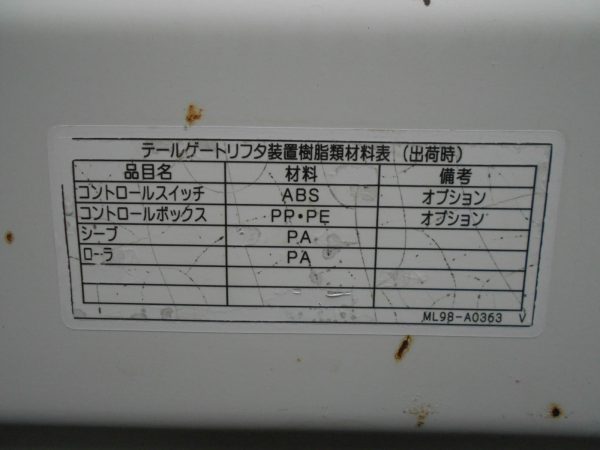 テールゲートリフタ装置樹脂類材料表 (出荷時)
品目名 材料 備考
コントロールスイッチ ABS オプション
コントロールボックス PP・PE オプション
シーブ PA
ローラ PA
ML98-A0363 V